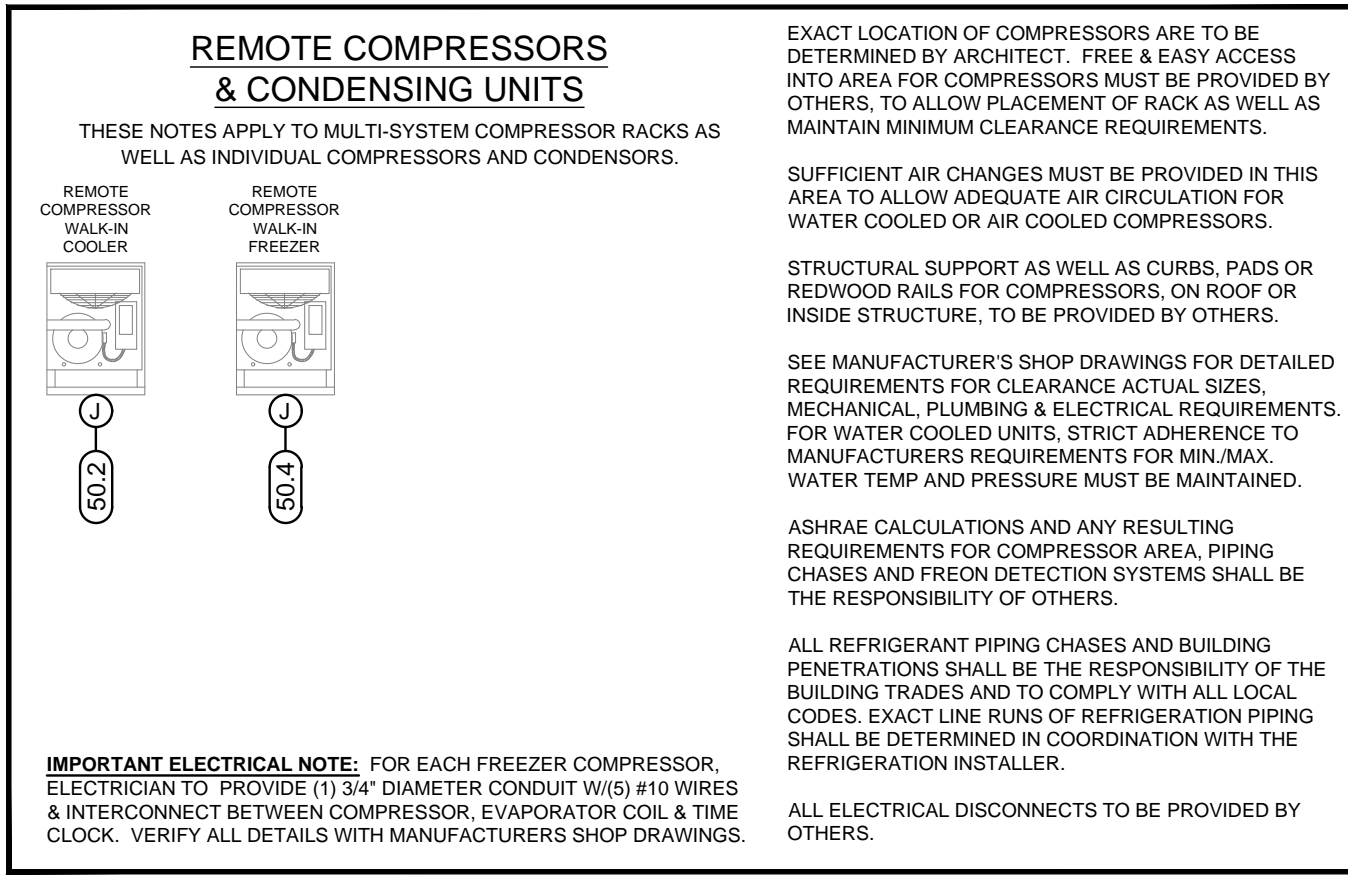 REMOTE COMPRESSORS
& CONDENSING UNITS
THESE NOTES APPLY TO MULTI-SYSTEM COMPRESSOR RACKS AS
WELL AS INDIVIDUAL COMPRESSORS AND CONDENSORS.
REMOTE
COMPRESSOR
WALK-IN
COOLER
J
50.2
REMOTE
COMPRESSOR
WALK-IN
FREEZER
J
50.4
IMPORTANT ELECTRICAL NOTE: FOR EACH FREEZER COMPRESSOR,
ELECTRICIAN TO PROVIDE (1) 3/4" DIAMETER CONDUIT W/(5) #10 WIRES
& INTERCONNECT BETWEEN COMPRESSOR, EVAPORATOR COIL & TIME
CLOCK. VERIFY ALL DETAILS WITH MANUFACTURERS SHOP DRAWINGS.
EXACT LOCATION OF COMPRESSORS ARE TO BE
DETERMINED BY ARCHITECT. FREE & EASY ACCESS
INTO AREA FOR COMPRESSORS MUST BE PROVIDED BY
OTHERS, TO ALLOW PLACEMENT OF RACK AS WELL AS
MAINTAIN MINIMUM CLEARANCE REQUIREMENTS.
SUFFICIENT AIR CHANGES MUST BE PROVIDED IN THIS
AREA TO ALLOW ADEQUATE AIR CIRCULATION FOR
WATER COOLED OR AIR COOLED COMPRESSORS.
STRUCTURAL SUPPORT AS WELL AS CURBS, PADS OR
REDWOOD RAILS FOR COMPRESSORS, ON ROOF OR
INSIDE STRUCTURE, TO BE PROVIDED BY OTHERS.
SEE MANUFACTURER'S SHOP DRAWINGS FOR DETAILED
REQUIREMENTS FOR CLEARANCE ACTUAL SIZES,
MECHANICAL, PLUMBING & ELECTRICAL REQUIREMENTS.
FOR WATER COOLED UNITS, STRICT ADHERENCE TO
MANUFACTURERS REQUIREMENTS FOR MIN./MAX.
WATER TEMP AND PRESSURE MUST BE MAINTAINED.
ASHRAE CALCULATIONS AND ANY RESULTING
REQUIREMENTS FOR COMPRESSOR AREA, PIPING
CHASES AND FREON DETECTION SYSTEMS SHALL BE
THE RESPONSIBILITY OF OTHERS.
ALL REFRIGERANT PIPING CHASES AND BUILDING
PENETRATIONS SHALL BE THE RESPONSIBILITY OF THE
BUILDING TRADES AND TO COMPLY WITH ALL LOCAL
CODES. EXACT LINE RUNS OF REFRIGERATION PIPING
SHALL BE DETERMINED IN COORDINATION WITH THE
REFRIGERATION INSTALLER.
ALL ELECTRICAL DISCONNECTS TO BE PROVIDED BY
OTHERS.